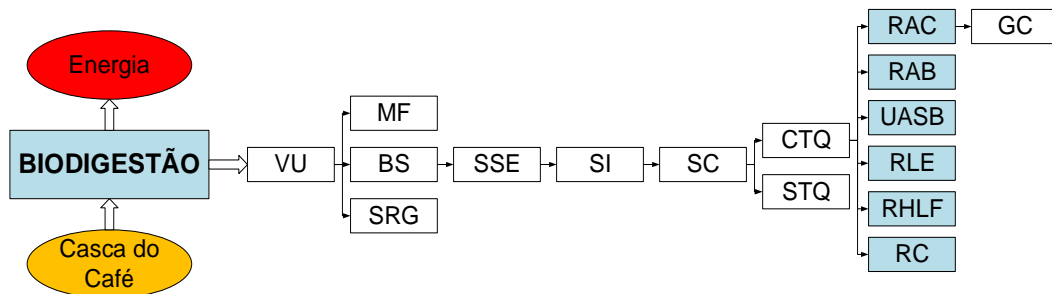 Energia
BIODIGESTÃO
Casca do
Café
VU
MF
BS
SRG
SSE
SI
SC
CTQ
STQ
RAC
RAB
UASB
RLE
RHLF
RC
GC